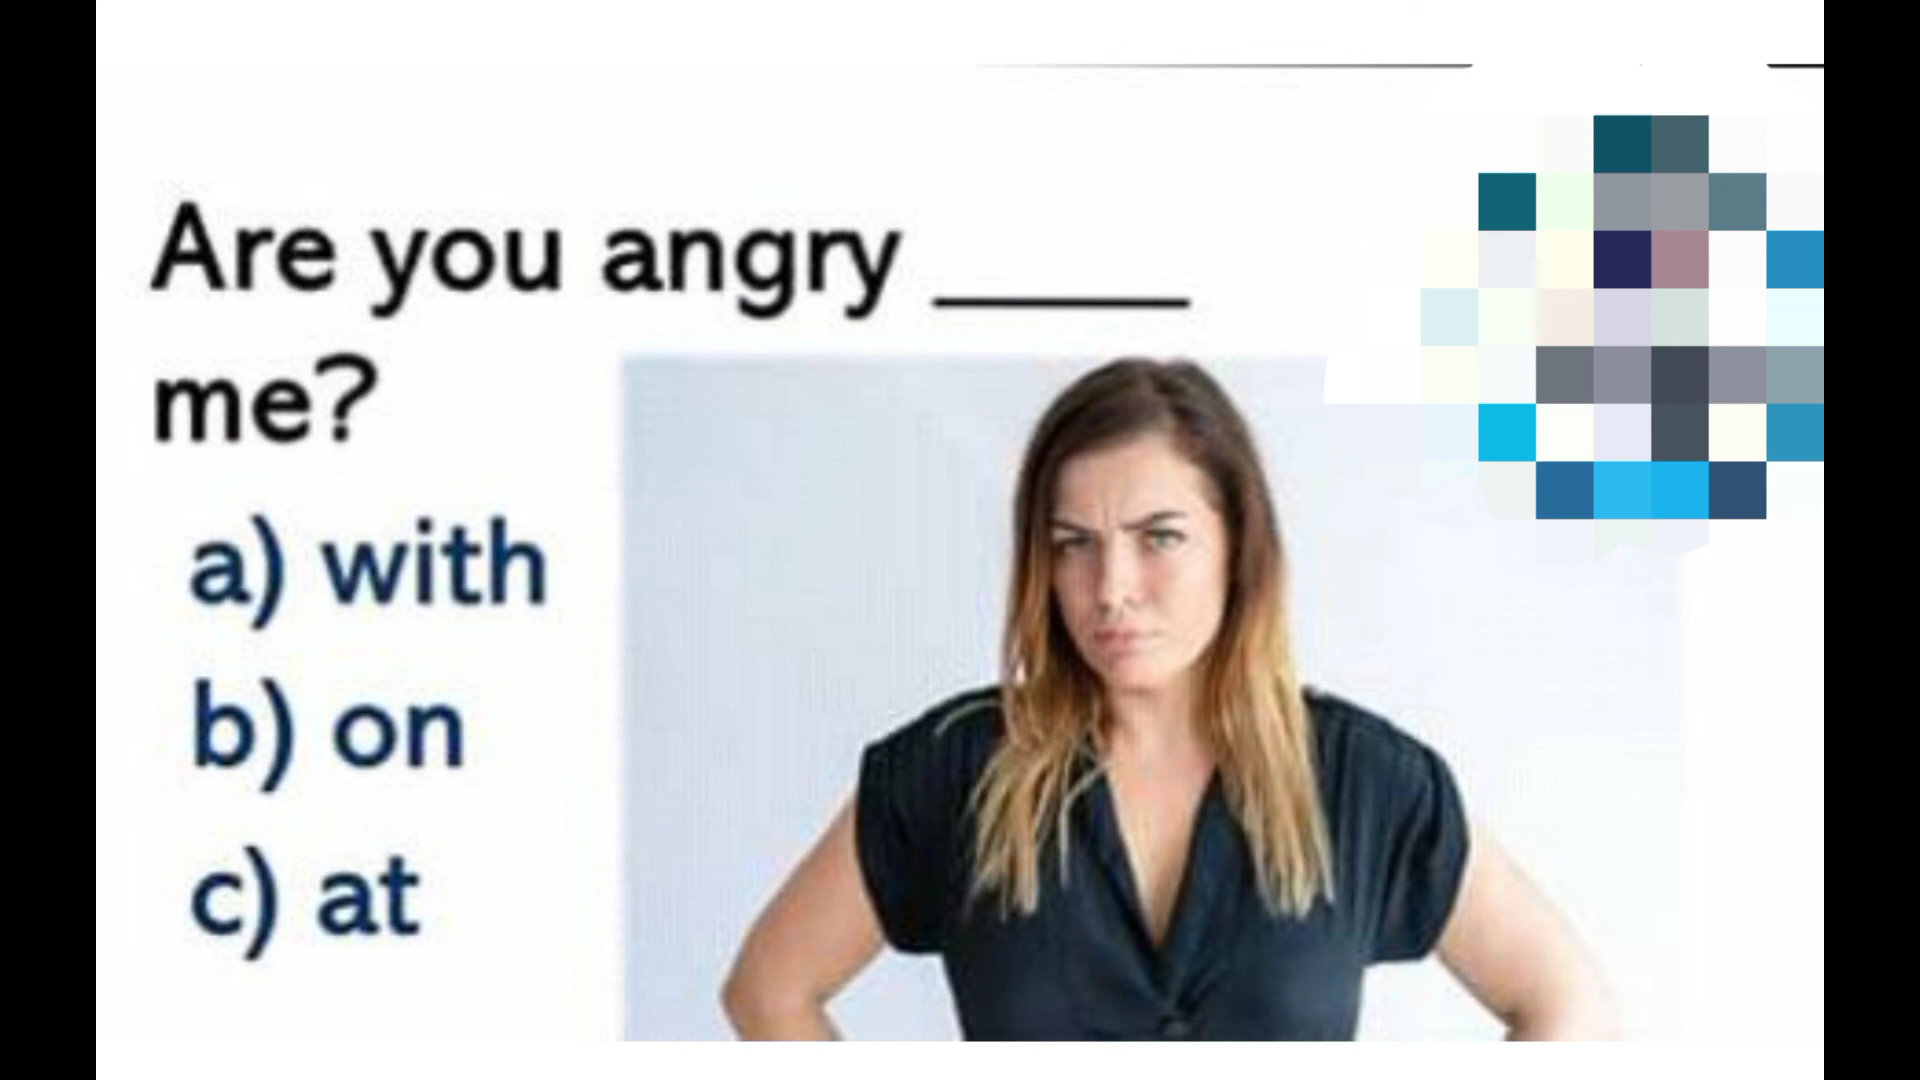 Are you angry _____
me?
a) with
b) on
c) at